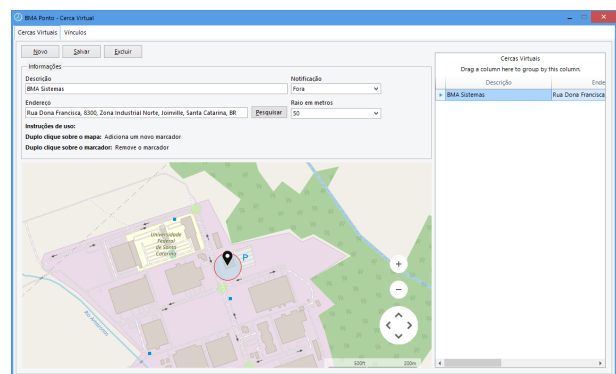 BMA Ponto - Cerca Virtual
Cercas Virtuais Vínculos
Novo Salvar Excluir
Informações
Descrição Notificação
BMA Sistemas Fora
Endereço Raio em metros
Rua Dona Francisca, 8300, Zona Industrial Norte, Joinville, Santa Catarina, BR Pesquisar 50
Instruções de uso:
Duplo clique sobre o mapa: Adiciona um novo marcador
Duplo clique sobre o marcador: Remove o marcador
Cercas Virtuais
Drag a column here to group by this column.
Descrição Ende
BMA Sistemas Rua Dona Francisca
Universidade
Federal
de Santa
Catarina
P
Rio Amazonas
500ft 200m